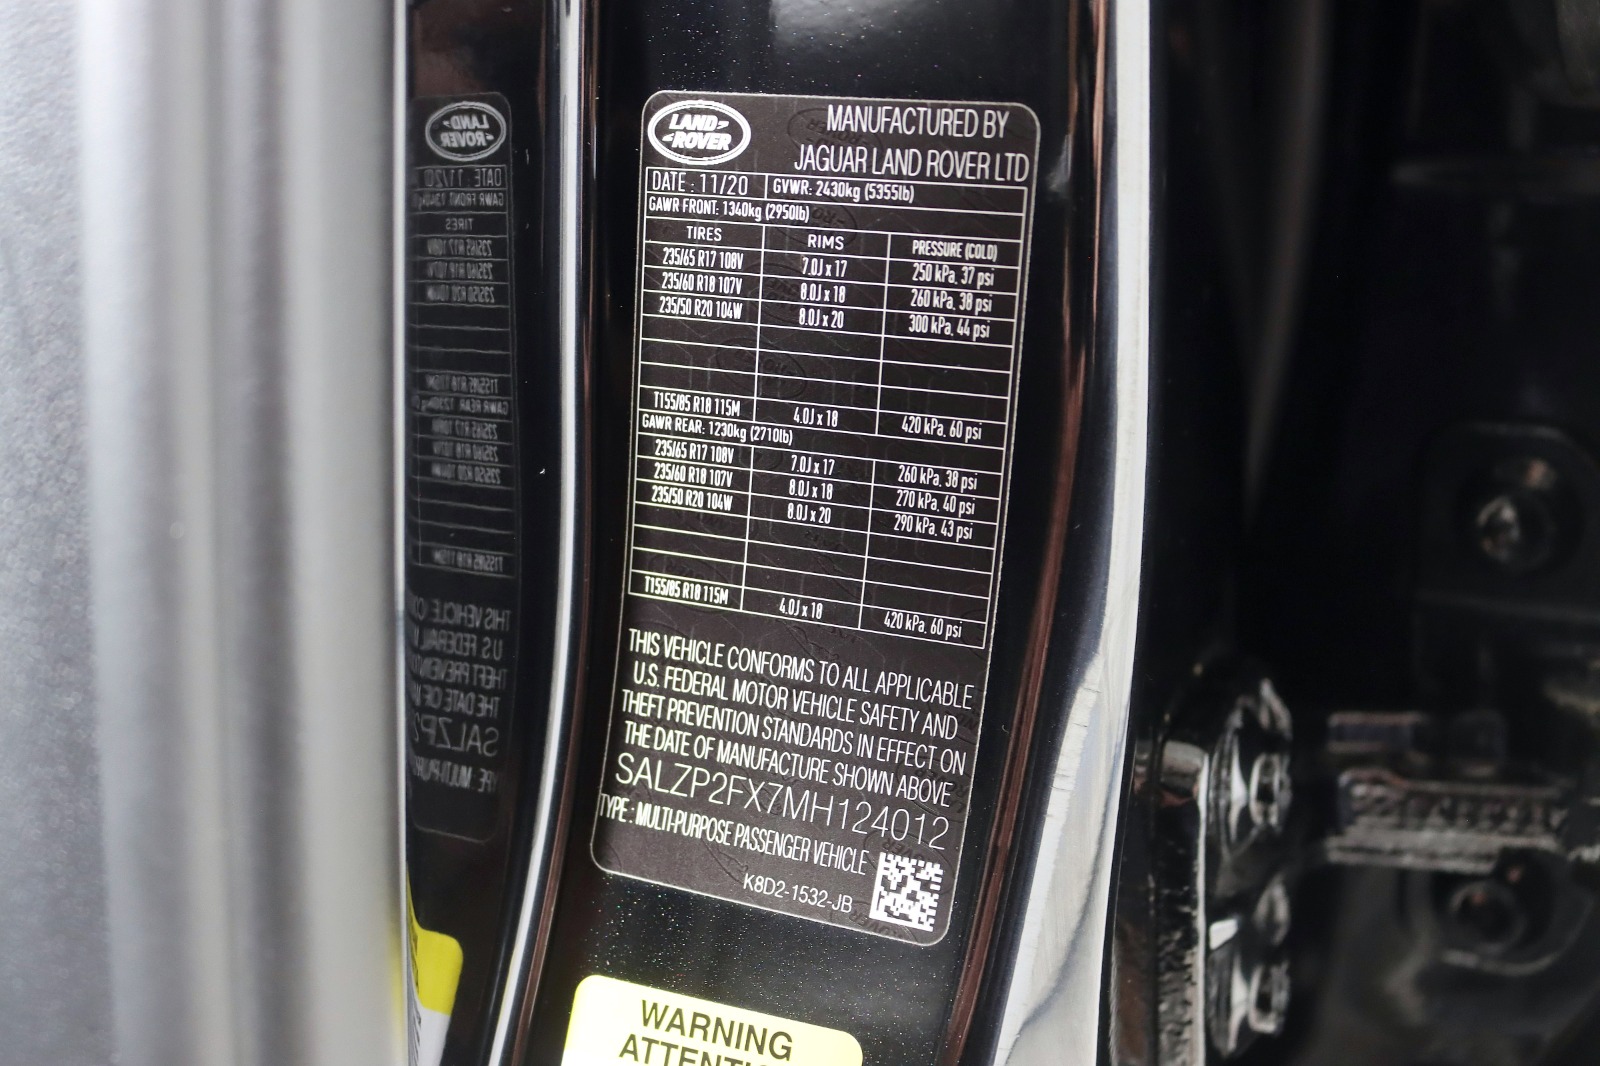 LAND
ROVER
MANUFACTURED BY
JAGUAR LAND ROVER LTD
DATE : 11/20 GVWR: 2430kg (5355lb)
GAWR FRONT: 1340kg (2950lb)
TIRES RIMS PRESSURE (COLD)
235/65 R17 108V 7.0J x 17 250 kPa, 37 psi
235/60 R18 107V 8.0J x 18 260 kPa, 38 psi
235/50 R20 104W 8.0J x 20 300 kPa, 44 psi
T155/85 R18 115M 4.0J x 18 420 kPa, 60 psi
GAWR REAR: 1230kg (2710lb)
235/65 R17 108V 7.0J x 17 260 kPa, 38 psi
235/60 R18 107V 8.0J x 18 270 kPa, 40 psi
235/50 R20 104W 8.0J x 20 290 kPa, 43 psi
T155/85 R18 115M 4.0J x 18 420 kPa, 60 psi
THIS VEHICLE CONFORMS TO ALL APPLICABLE
U.S. FEDERAL MOTOR VEHICLE SAFETY AND
THEFT PREVENTION STANDARDS IN EFFECT ON
THE DATE OF MANUFACTURE SHOWN ABOVE
SALZP2FX7MH124012
TYPE : MULTI-PURPOSE PASSENGER VEHICLE
K8D2-1532-JB
WARNING